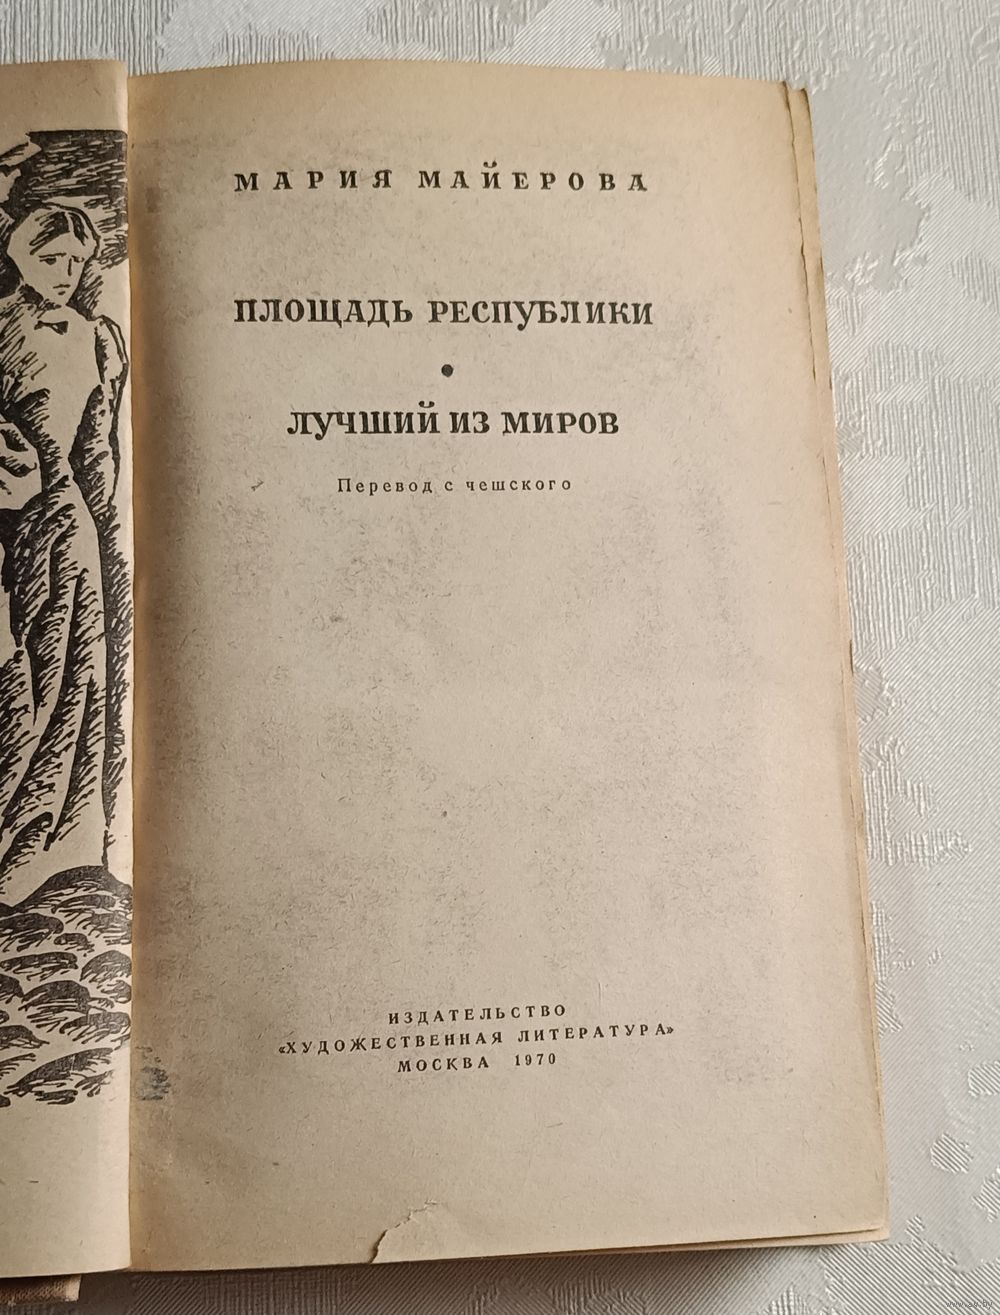 МАРИЯ МАЙЕРОВА
ПЛОЩАДЬ РЕСПУБЛИКИ
•
ЛУЧШИЙ ИЗ МИРОВ
Перевод с чешского
ИЗДАТЕЛЬСТВО
«ХУДОЖЕСТВЕННАЯ ЛИТЕРАТУРА»
МОСКВА 1970